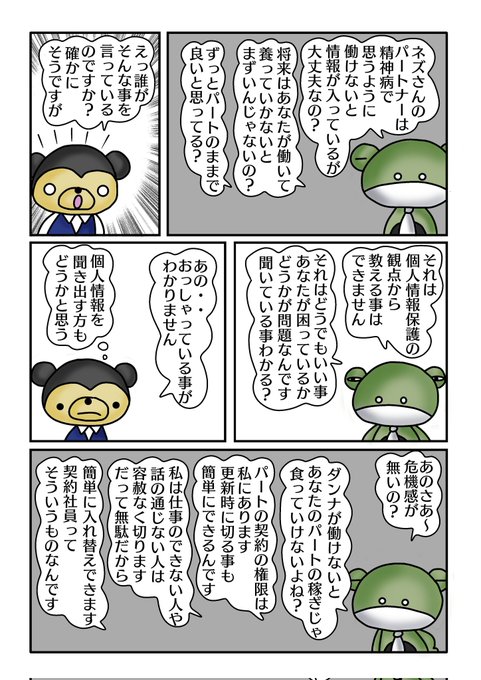 ネズさんの
パートナーは
精神病で
思うように
働けないと
情報が入っているが
大丈夫なの?
将来はあなたが働いて
養っていかないと
まずいんじゃないの?
ずっとパートのままで
良いと思ってる?
えっ誰が
そんな事を
言っている
のですか?
確かに
そうですが
それは
個人情報保護の
観点から
教える事は
できません
それはどうでもいい事
あなたが困っているか
どうかが問題なんです
聞いている事わかる?
あの・・
おっしゃっている事が
わかりません
個人情報を
聞き出す方も
どうかと思う
あのさあ～
危機感が
無いの?
ダンナが働けないと
あなたのパートの稼ぎじゃ
食っていけないよね?
パートの契約の権限は
私にあります
更新時に切る事も
簡単にできるんです
私は仕事のできない人や
話の通じない人は
容赦なく切ります
だって無駄だから
簡単に入れ替えできます
契約社員って
そういうものなんです